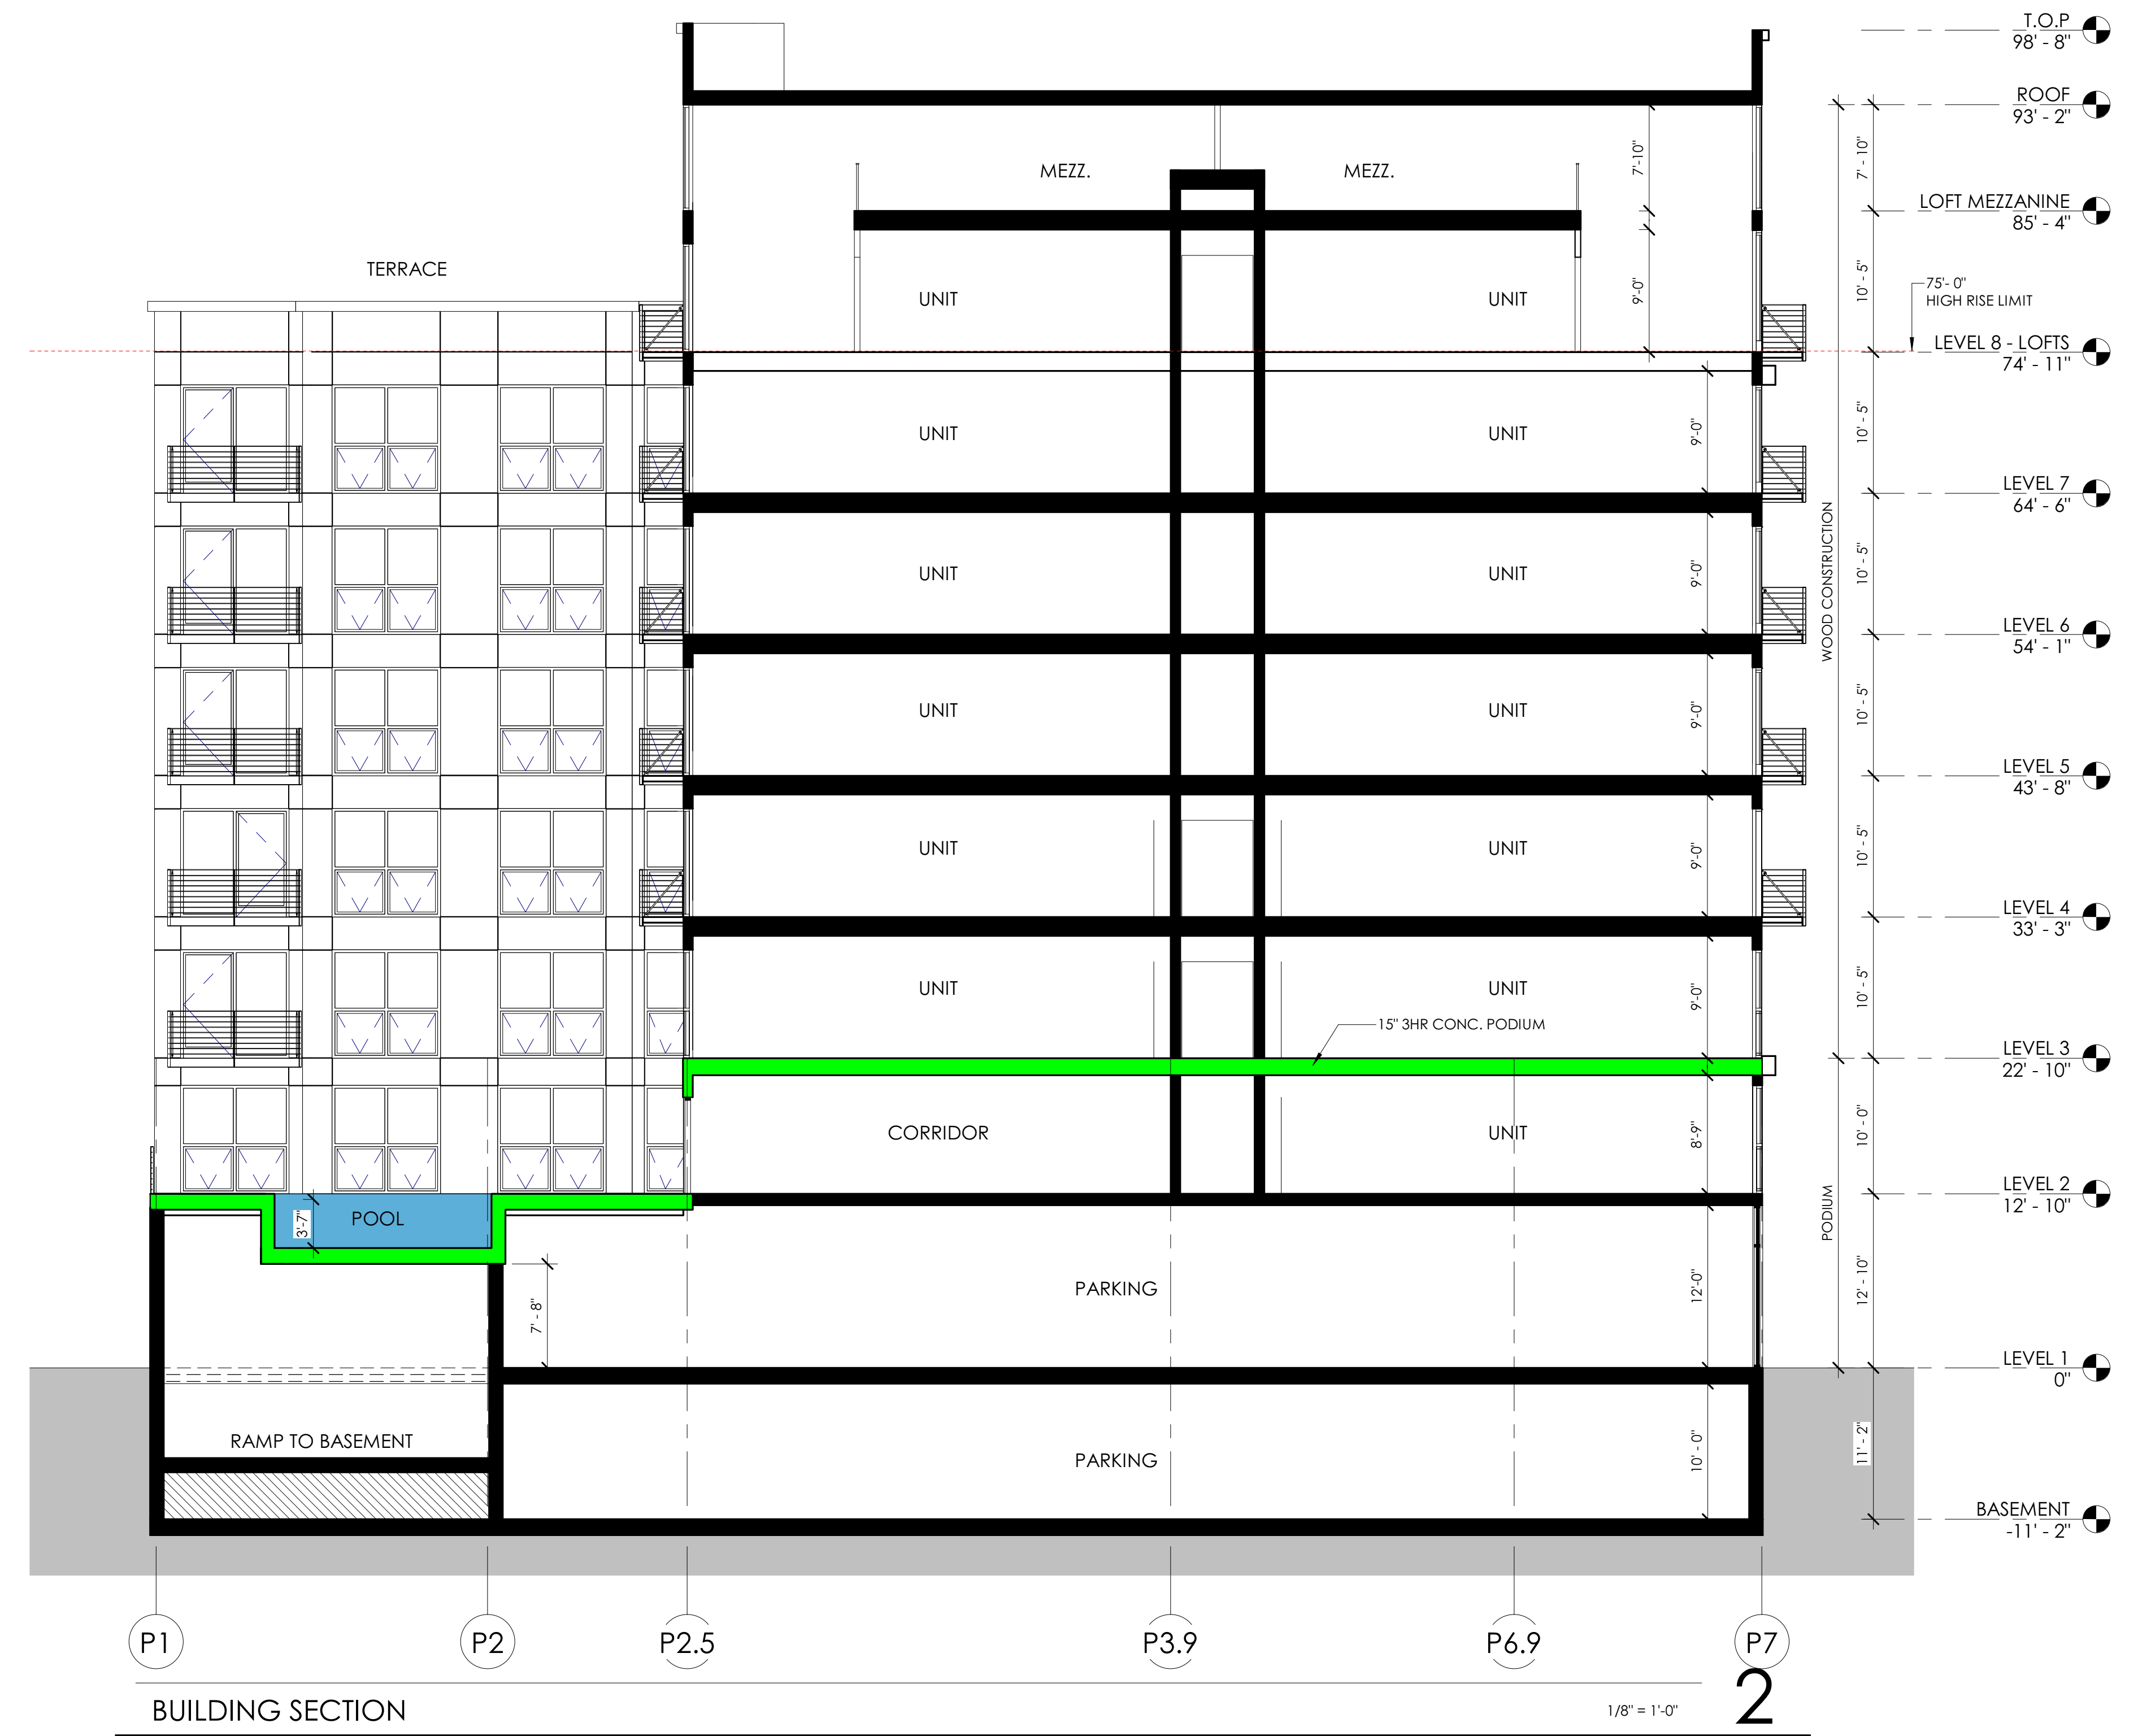 T.O.P
98' - 8"
ROOF
93' - 2"
7'-10"
7' - 10"
MEZZ.
MEZZ.
LOFT MEZZANINE
85' - 4"
TERRACE
UNIT
UNIT
9'-0"
10' - 5"
75'- 0"
HIGH RISE LIMIT
LEVEL 8 - LOFTS
74' - 11"
UNIT
UNIT
9'-0"
10' - 5"
LEVEL 7
64' - 6"
WOOD CONSTRUCTION
UNIT
UNIT
9'-0"
10' - 5"
LEVEL 6
54' - 1"
UNIT
UNIT
9'-0"
10' - 5"
LEVEL 5
43' - 8"
UNIT
UNIT
9'-0"
10' - 5"
LEVEL 4
33' - 3"
UNIT
UNIT
9'-0"
10' - 5"
15" 3HR CONC. PODIUM
LEVEL 3
22' - 10"
CORRIDOR
UNIT
8'-9"
10' - 0"
LEVEL 2
12' - 10"
PODIUM
3'-7"
POOL
PARKING
7' - 8"
12'-0"
12' - 10"
LEVEL 1
0"
RAMP TO BASEMENT
PARKING
10' - 0"
11' - 2"
BASEMENT
-11' - 2"
P1
P2
P2.5
P3.9
P6.9
P7
BUILDING SECTION
1/8" = 1'-0"
2